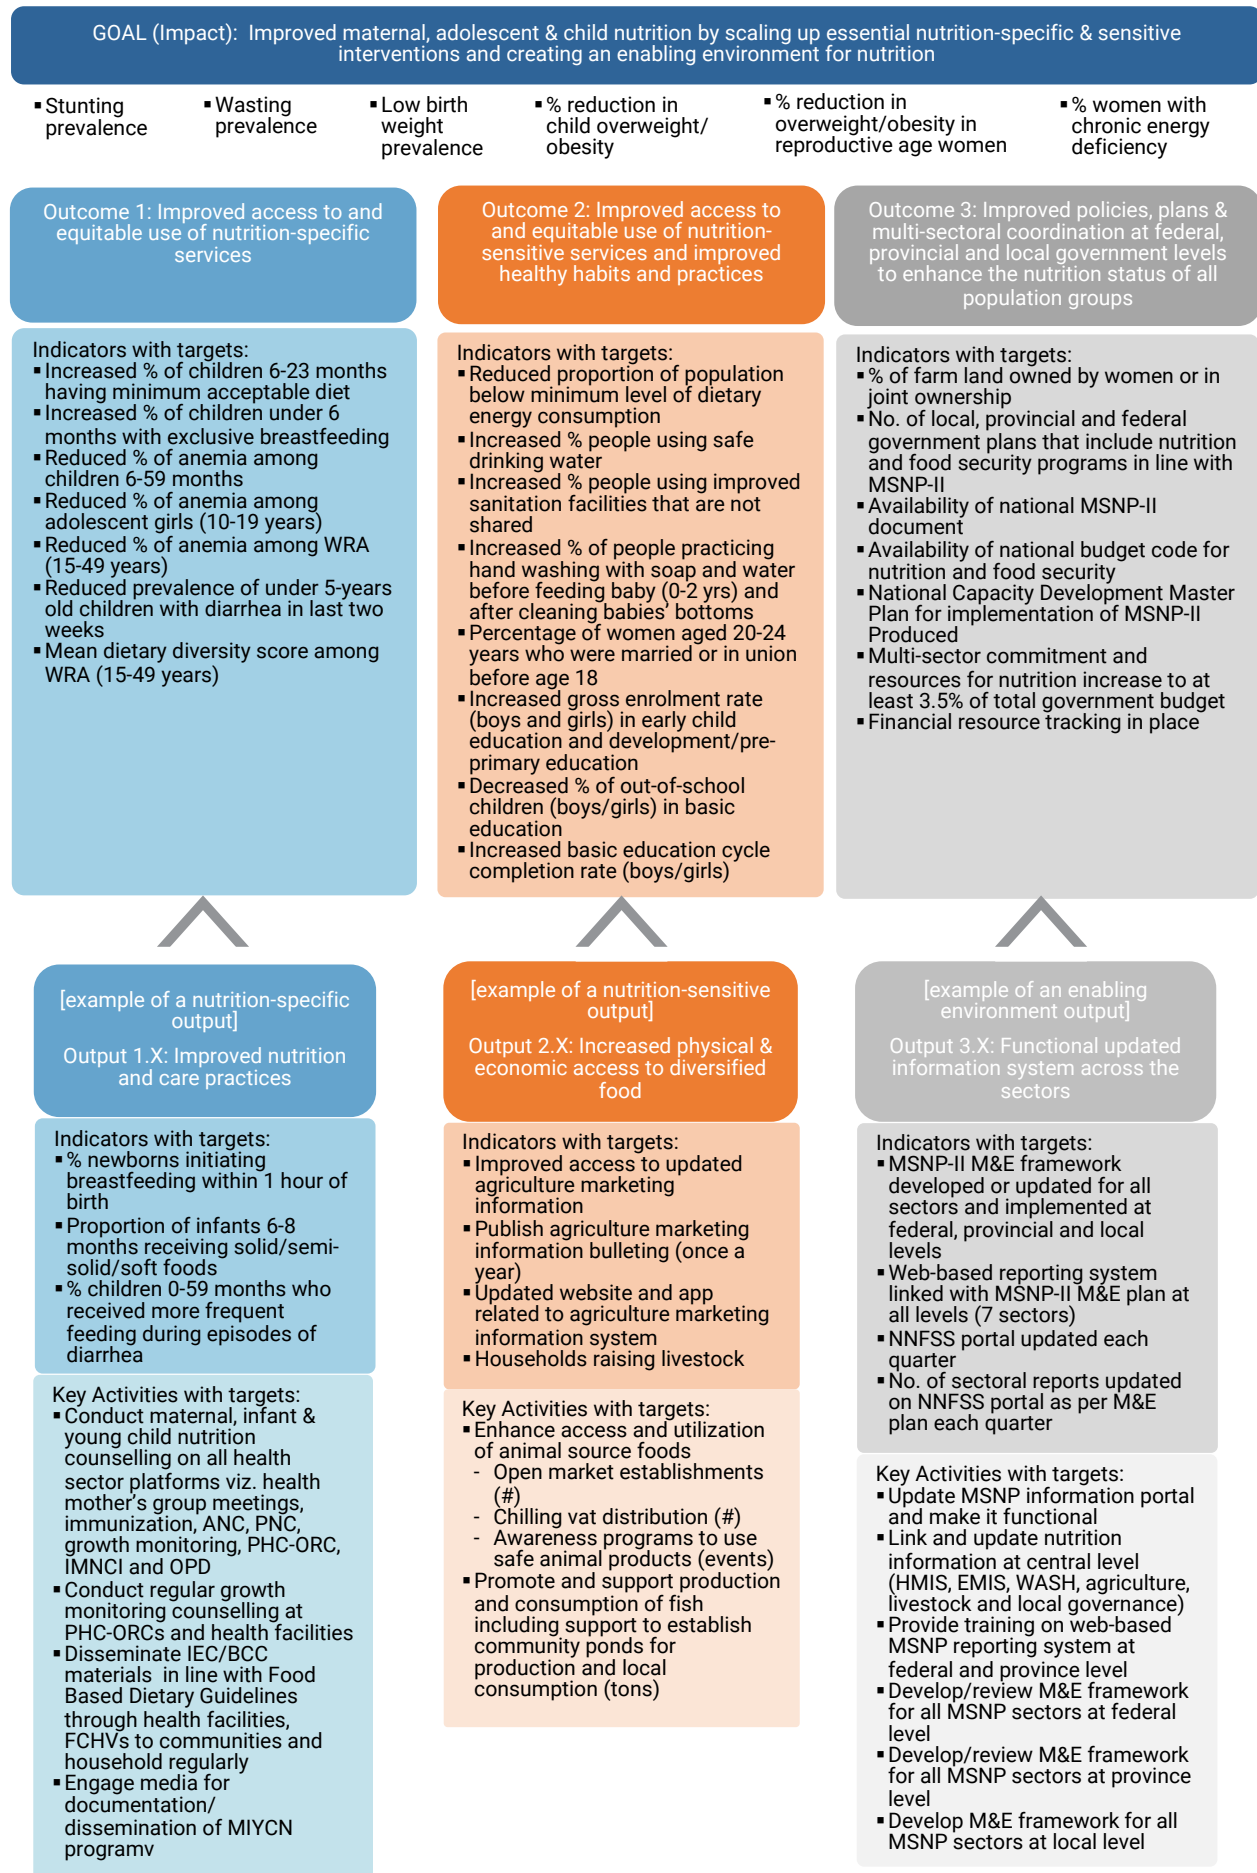 GOAL (Impact):  Improved maternal, adolescent & child nutrition by scaling up essential nutrition-specific & sensitive
interventions and creating an enabling environment for nutrition
▪ Stunting
prevalence
▪ Wasting
prevalence
▪ Low birth
weight
prevalence
▪ % reduction in
child overweight/
obesity
▪ % reduction in
overweight/obesity in
reproductive age women
▪ % women with
chronic energy
deficiency
Outcome 1: Improved access to and
equitable use of nutrition-specific
services
Indicators with targets:
▪ Increased % of children 6-23 months
having minimum acceptable diet
▪ Increased % of children under 6
months with exclusive breastfeeding
▪ Reduced % of anemia among
children 6-59 months
▪ Reduced % of anemia among
adolescent girls (10-19 years)
▪ Reduced % of anemia among WRA
(15-49 years)
▪ Reduced prevalence of under 5-years
old children with diarrhea in last two
weeks
▪ Mean dietary diversity score among
WRA (15-49 years)
Outcome 2: Improved access to
and equitable use of nutrition-
sensitive services and improved
healthy habits and practices
Indicators with targets:
▪ Reduced proportion of population
below minimum level of dietary
energy consumption
▪ Increased % people using safe
drinking water
▪ Increased % people using improved
sanitation facilities that are not
shared
▪ Increased % of people practicing
hand washing with soap and water
before feeding baby (0-2 yrs) and
after cleaning babies’ bottoms
▪ Percentage of women aged 20-24
years who were married or in union
before age 18
▪ Increased gross enrolment rate
(boys and girls) in early child
education and development/pre-
primary education
▪ Decreased % of out-of-school
children (boys/girls) in basic
education
▪ Increased basic education cycle
completion rate (boys/girls)
Outcome 3: Improved policies, plans &
multi-sectoral coordination at federal,
provincial and local government levels
to enhance the nutrition status of all
population groups
Indicators with targets:
▪ % of farm land owned by women or in
joint ownership
▪ No. of local, provincial and federal
government plans that include nutrition
and food security programs in line with
MSNP-II
▪ Availability of national MSNP-II
document
▪ Availability of national budget code for
nutrition and food security
▪ National Capacity Development Master
Plan for implementation of MSNP-II
Produced
▪ Multi-sector commitment and
resources for nutrition increase to at
least 3.5% of total government budget
▪ Financial resource tracking in place
[example of a nutrition-specific
output]
Output 1.X: Improved nutrition
and care practices
Indicators with targets:
▪ % newborns initiating
breastfeeding within 1 hour of
birth
▪ Proportion of infants 6-8
months receiving solid/semi-
solid/soft foods
▪ % children 0-59 months who
received more frequent
feeding during episodes of
diarrhea
Key Activities with targets:
▪ Conduct maternal, infant &
young child nutrition
counselling on all health
sector platforms viz. health
mother’s group meetings,
immunization, ANC, PNC,
growth monitoring, PHC-ORC,
IMNCI and OPD
▪ Conduct regular growth
monitoring counselling at
PHC-ORCs and health facilities
▪ Disseminate IEC/BCC
materials  in line with Food
Based Dietary Guidelines
through health facilities,
FCHVs to communities and
household regularly
▪ Engage media for
documentation/
dissemination of MIYCN
programv
[example of a nutrition-sensitive
output]
Output 2.X: Increased physical &
economic access to diversified
food
Indicators with targets:
▪ Improved access to updated
agriculture marketing
information
▪ Publish agriculture marketing
information bulleting (once a
year)
▪ Updated website and app
related to agriculture marketing
information system
▪ Households raising livestock
Key Activities with targets:
▪ Enhance access and utilization
of animal source foods
- Open market establishments
(#)
- Chilling vat distribution (#)
- Awareness programs to use
safe animal products (events)
▪ Promote and support production
and consumption of fish
including support to establish
community ponds for
production and local
consumption (tons)
[example of an enabling
environment output]
Output 3.X: Functional updated
information system across the
sectors
Indicators with targets:
▪ MSNP-II M&E framework
developed or updated for all
sectors and implemented at
federal, provincial and local
levels
▪ Web-based reporting system
linked with MSNP-II M&E plan at
all levels (7 sectors)
▪ NNFSS portal updated each
quarter
▪ No. of sectoral reports updated
on NNFSS portal as per M&E
plan each quarter
Key Activities with targets:
▪ Update MSNP information portal
and make it functional
▪ Link and update nutrition
information at central level
(HMIS, EMIS, WASH, agriculture,
livestock and local governance)
▪ Provide training on web-based
MSNP reporting system at
federal and province level
▪ Develop/review M&E framework
for all MSNP sectors at federal
level
▪ Develop/review M&E framework
for all MSNP sectors at province
level
▪ Develop M&E framework for all
MSNP sectors at local level